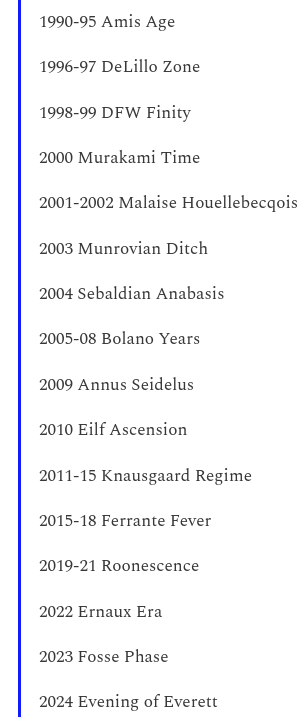 1990-95 Amis Age
1996-97 DeLillo Zone
1998-99 DFW Finity
2000 Murakami Time
2001-2002 Malaise Houellebecqois
2003 Munrovian Ditch
2004 Sebaldian Anabasis
2005-08 Bolano Years
2009 Annus Seidelus
2010 Eilf Ascension
2011-15 Knausgaard Regime
2015-18 Ferrante Fever
2019-21 Roonescence
2022 Ernaux Era
2023 Fosse Phase
2024 Evening of Everett